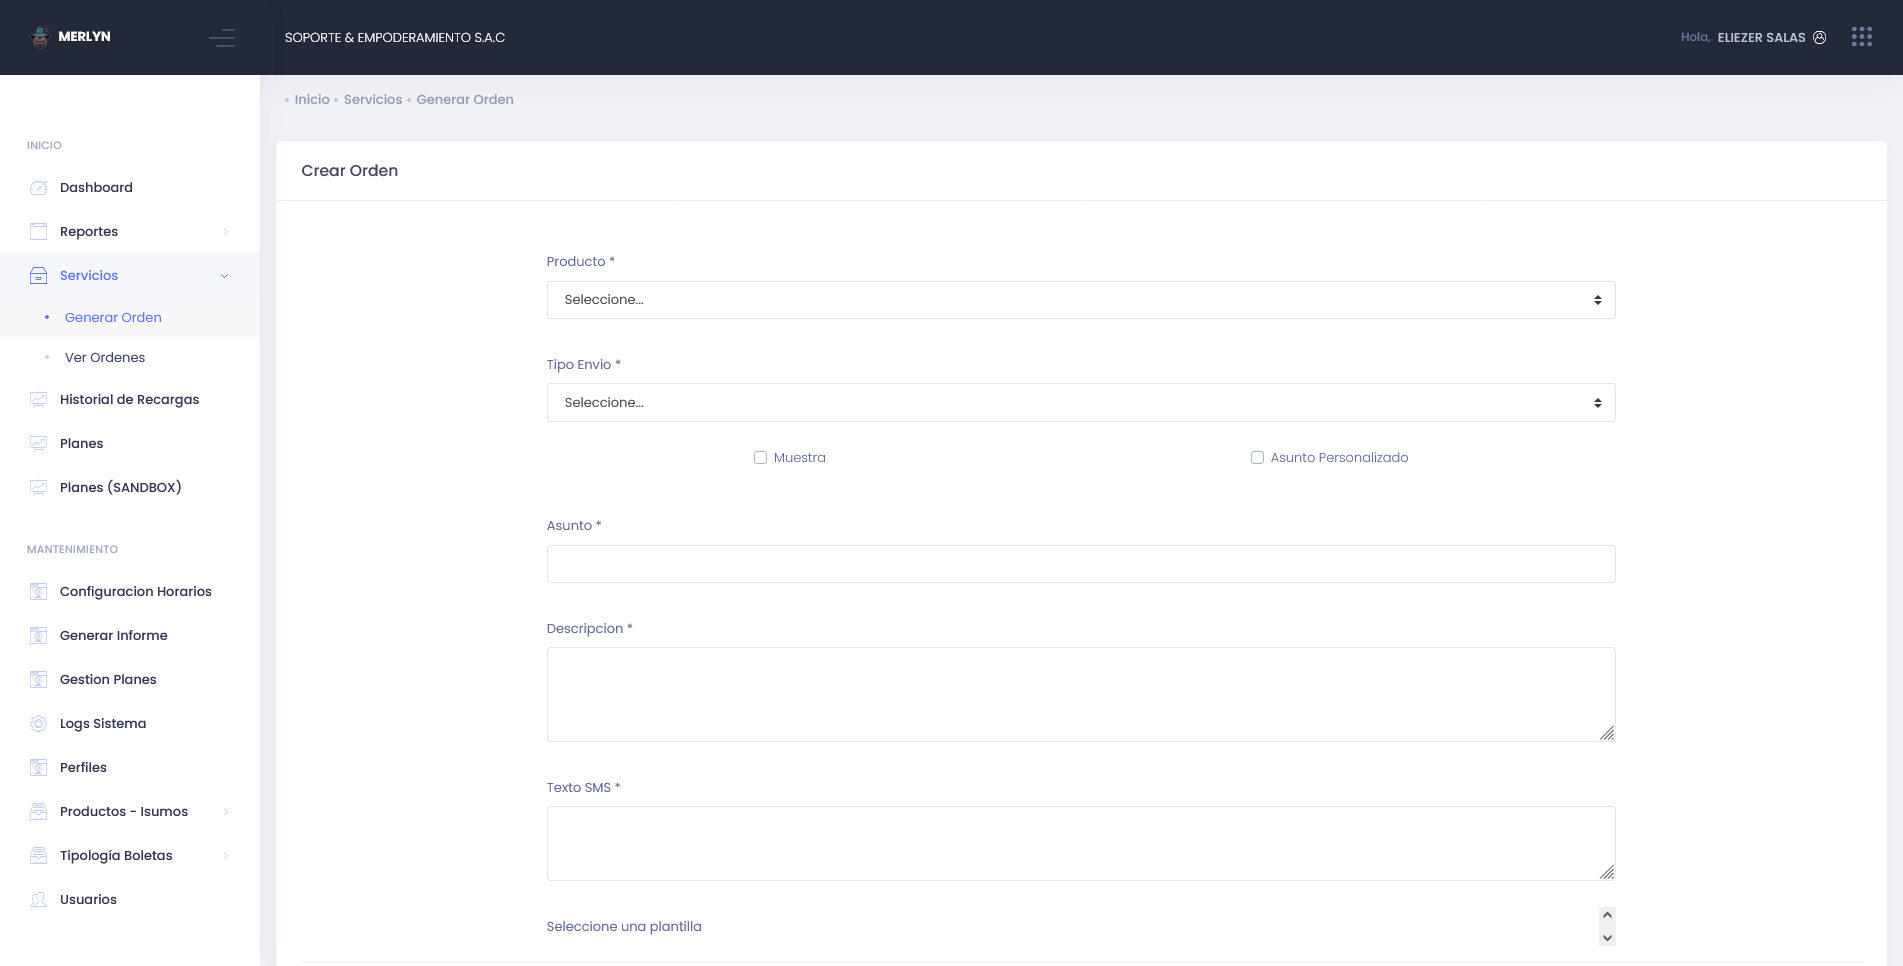 MERLYN
SOPORTE & EMPODERAMIENTO S.A.C
Hola, ELIEZER SALAS
• Inicio • Servicios • Generar Orden
INICIO
Dashboard
Reportes
Servicios
Generar Orden
Ver Ordenes
Historial de Recargas
Planes
Planes (SANDBOX)
MANTENIMIENTO
Configuracion Horarios
Generar Informe
Gestion Planes
Logs Sistema
Perfiles
Productos - Isumos
Tipología Boletas
Usuarios
Crear Orden
Producto *
Seleccione...
Tipo Envio *
Seleccione...
Muestra
Asunto Personalizado
Asunto *
Descripcion *
Texto SMS *
Seleccione una plantilla